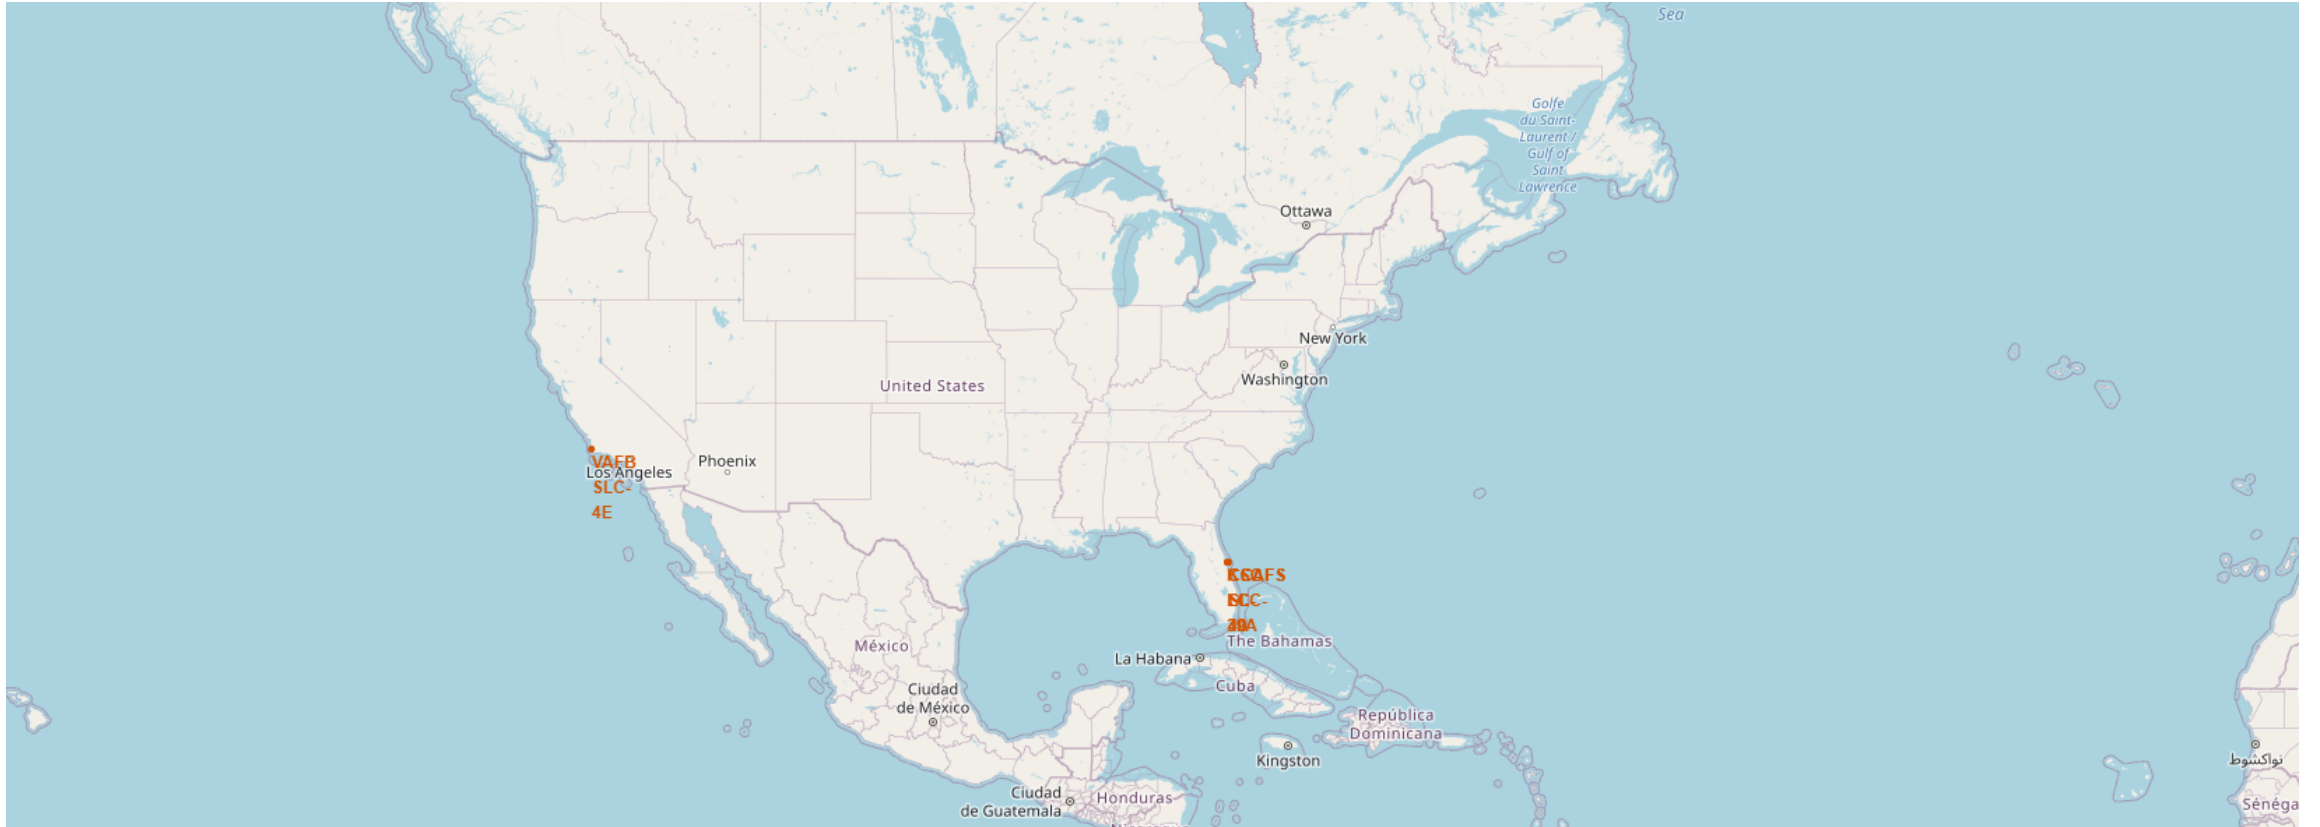 Sea
Golfe
du Saint-
Laurent /
Gulf of
Saint
Lawrence
Ottawa
New York
Washington
United States
VAFB
SLC-
4E
Los Angeles
Phoenix
The Bahamas
México
La Habana
Cuba
Ciudad
de México
República
Dominicana
Kingston
Ciudad
de Guatemala
Honduras
نواكشوط